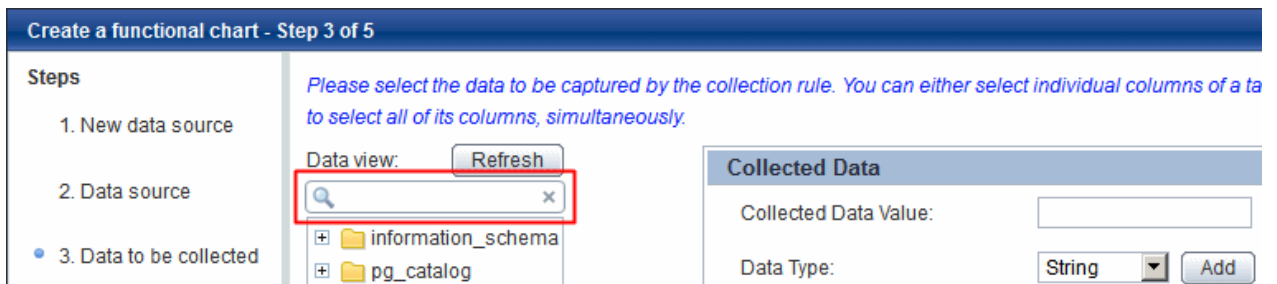 Create a functional chart - Step 3 of 5
Steps
1. New data source
2. Data source
3. Data to be collected
Please select the data to be captured by the collection rule. You can either select individual columns of a ta
to select all of its columns, simultaneously.
Data view: Refresh
information_schema
pg_catalog
Collected Data
Collected Data Value:
Data Type: String Add